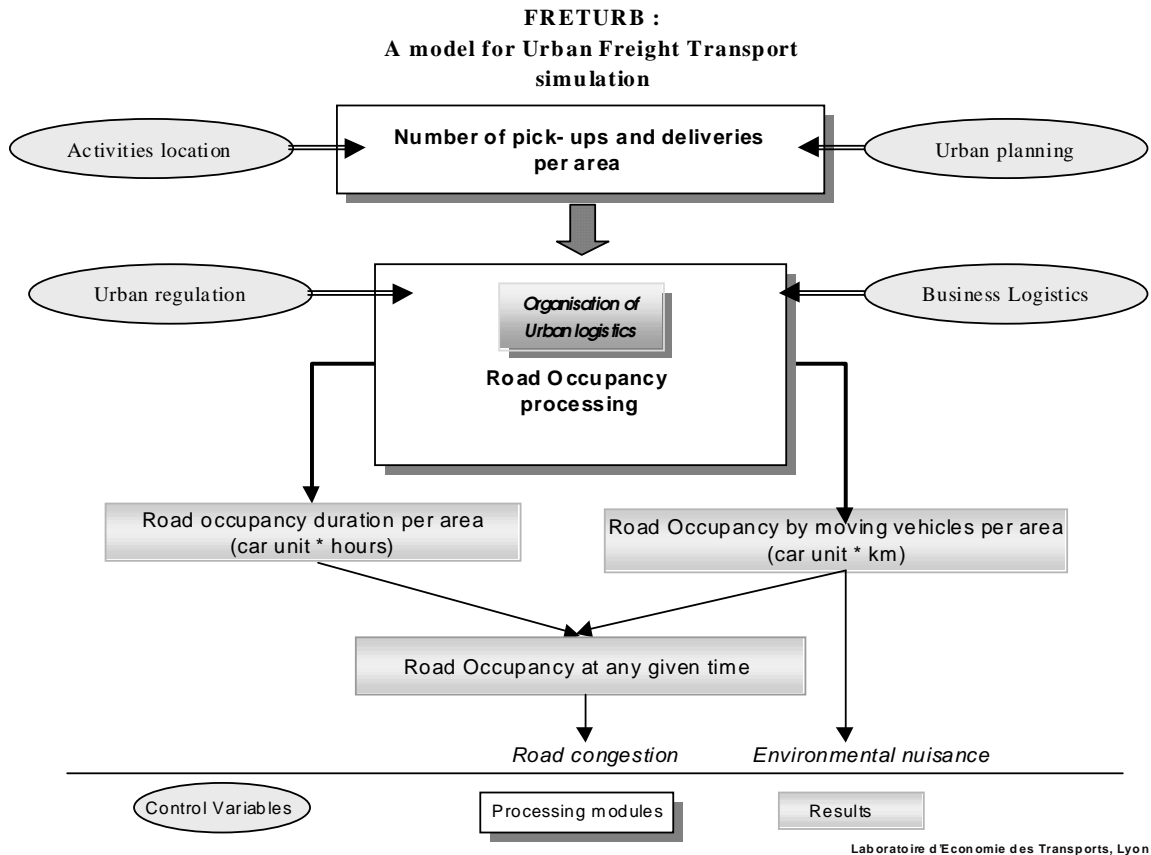 FRETURB :
A model for Urban Freight Transport
simulation
Number of pick- ups and deliveries
per area
Activities location
Urban planning
Urban regulation
Business Logistics
Organisation of
Urban logistics
Road Occupancy
processing
Road occupancy duration per area
(car unit * hours)
Road Occupancy by moving vehicles per area
(car unit * km)
Road Occupancy at any given time
Road congestion
Environmental nuisance
Control Variables
Processing modules
Results
Laboratoire d'Economie des Transports, Lyon